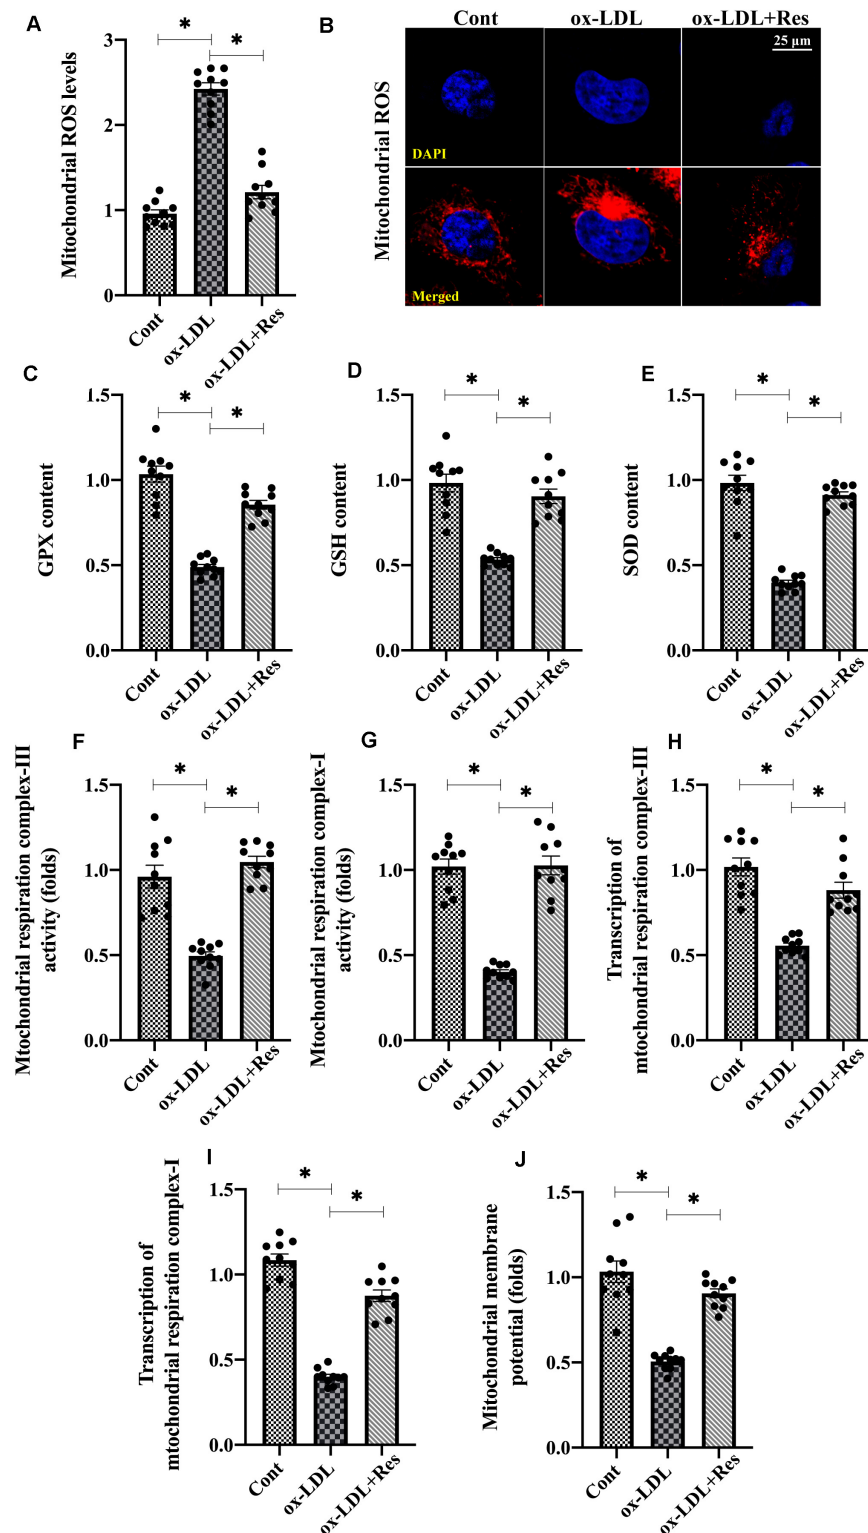 A
Mitochondrial ROS levels
3
2
1
0
*
*
Cont
ox-LDL
ox-LDL+Res
B
Cont
ox-LDL
ox-LDL+Res
25 μm
Mitochondrial ROS
DAPI
Merged
C
GPX content
1.5
1.0
0.5
0.0
*
*
Cont
ox-LDL
ox-LDL+Res
D
GSH content
1.5
1.0
0.5
0.0
*
*
Cont
ox-LDL
ox-LDL+Res
E
SOD content
1.5
1.0
0.5
0.0
*
*
Cont
ox-LDL
ox-LDL+Res
F
Mtochondrial respiration complex-III
activity (folds)
1.5
1.0
0.5
0.0
*
*
Cont
ox-LDL
ox-LDL+Res
G
Mtochondrial respiration complex-I
activity (folds)
1.5
1.0
0.5
0.0
*
*
Cont
ox-LDL
ox-LDL+Res
H
Transcription of
mtochondrial respiration complex-III
1.5
1.0
0.5
0.0
*
*
Cont
ox-LDL
ox-LDL+Res
I
Transcription of
mtochondrial respiration complex-I
1.5
1.0
0.5
0.0
*
*
Cont
ox-LDL
ox-LDL+Res
J
Mitochondrial membrane
potential (folds)
1.5
1.0
0.5
0.0
*
*
Cont
ox-LDL
ox-LDL+Res